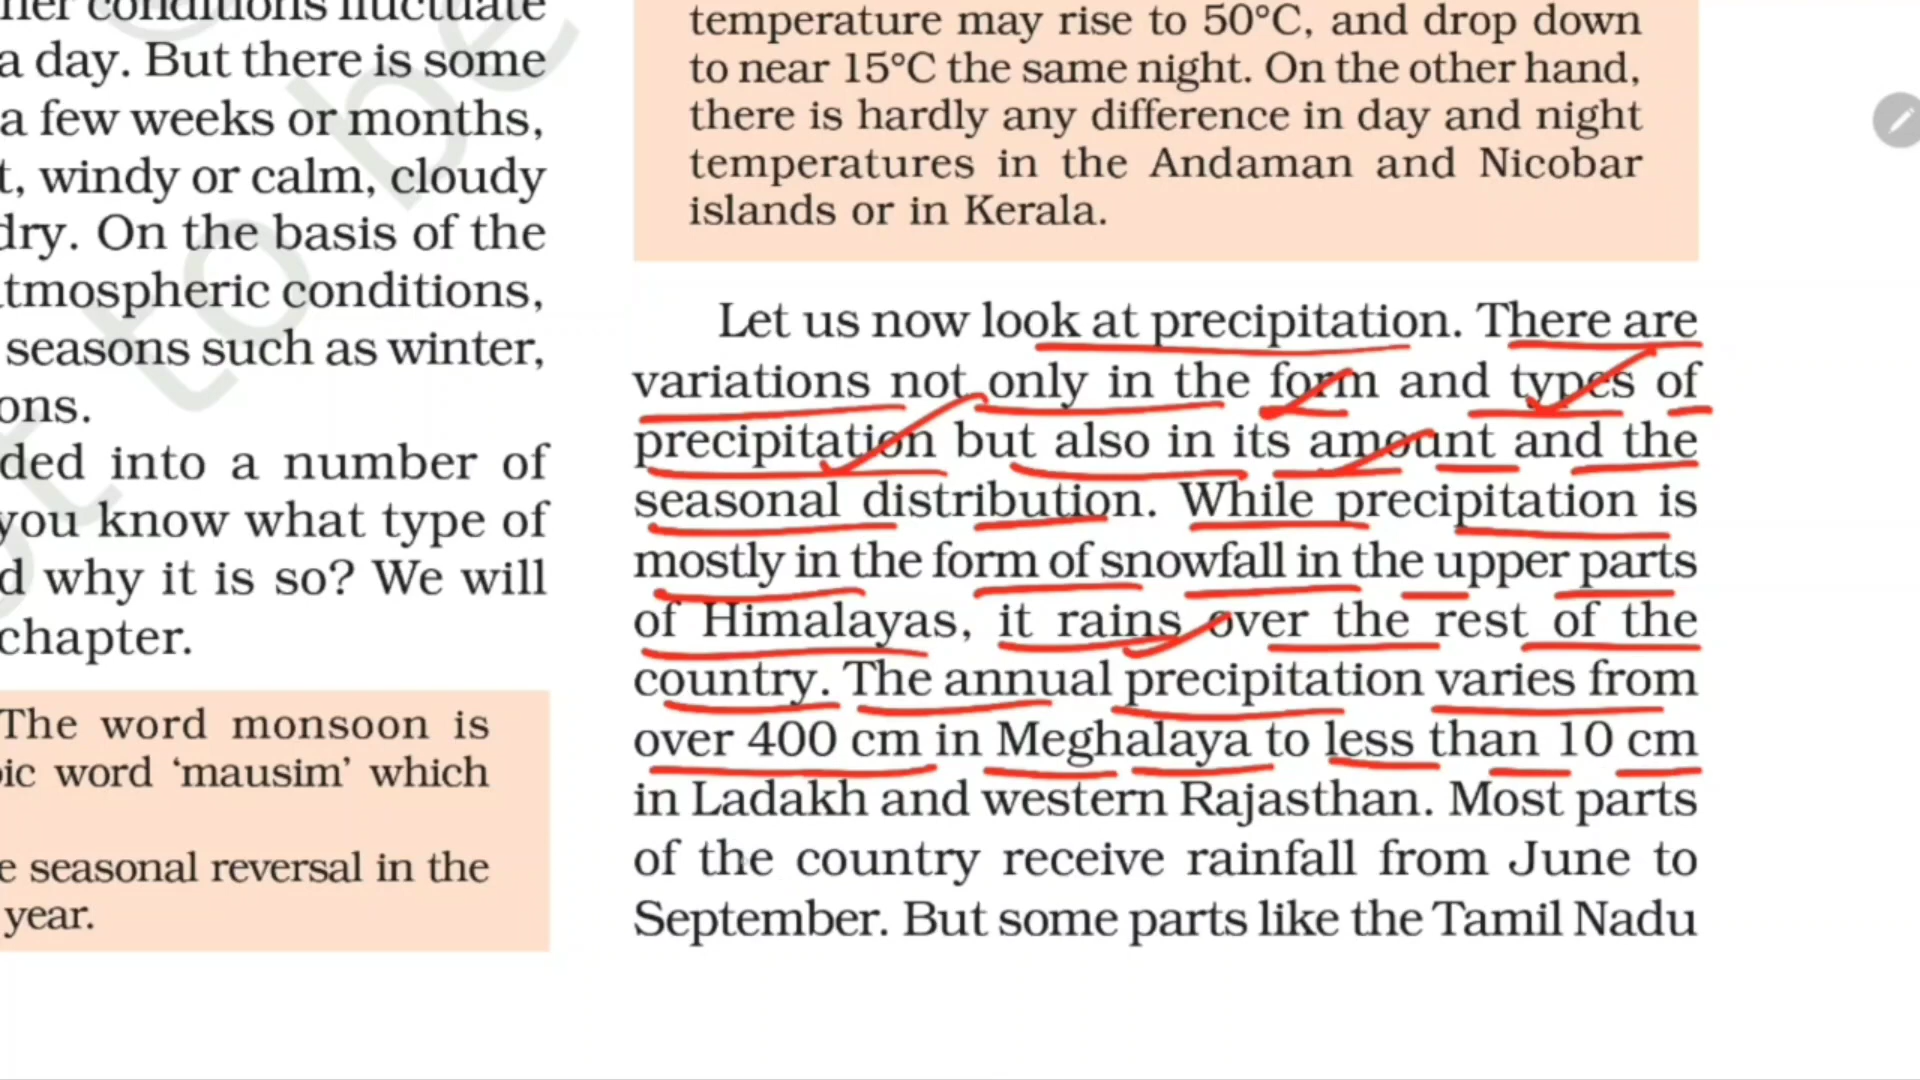 conditions fluctuate
a day. But there is some
a few weeks or months,
windy or calm, cloudy
dry. On the basis of the
atmospheric conditions,
seasons such as winter,
ded into a number of
you know what type of
why it is so? We will
chapter.
The word monsoon is
word ‘mausim’ which
seasonal reversal in the
year.
temperature may rise to 50°C, and drop down
to near 15°C the same night. On the other hand,
there is hardly any difference in day and night
temperatures in the Andaman and Nicobar
islands or in Kerala.
Let us now look at precipitation. There are
variations not only in the form and types of
precipitation but also in its amount and the
seasonal distribution. While precipitation is
mostly in the form of snowfall in the upper parts
of Himalayas, it rains over the rest of the
country. The annual precipitation varies from
over 400 cm in Meghalaya to less than 10 cm
in Ladakh and western Rajasthan. Most parts
of the country receive rainfall from June to
September. But some parts like the Tamil Nadu
to be